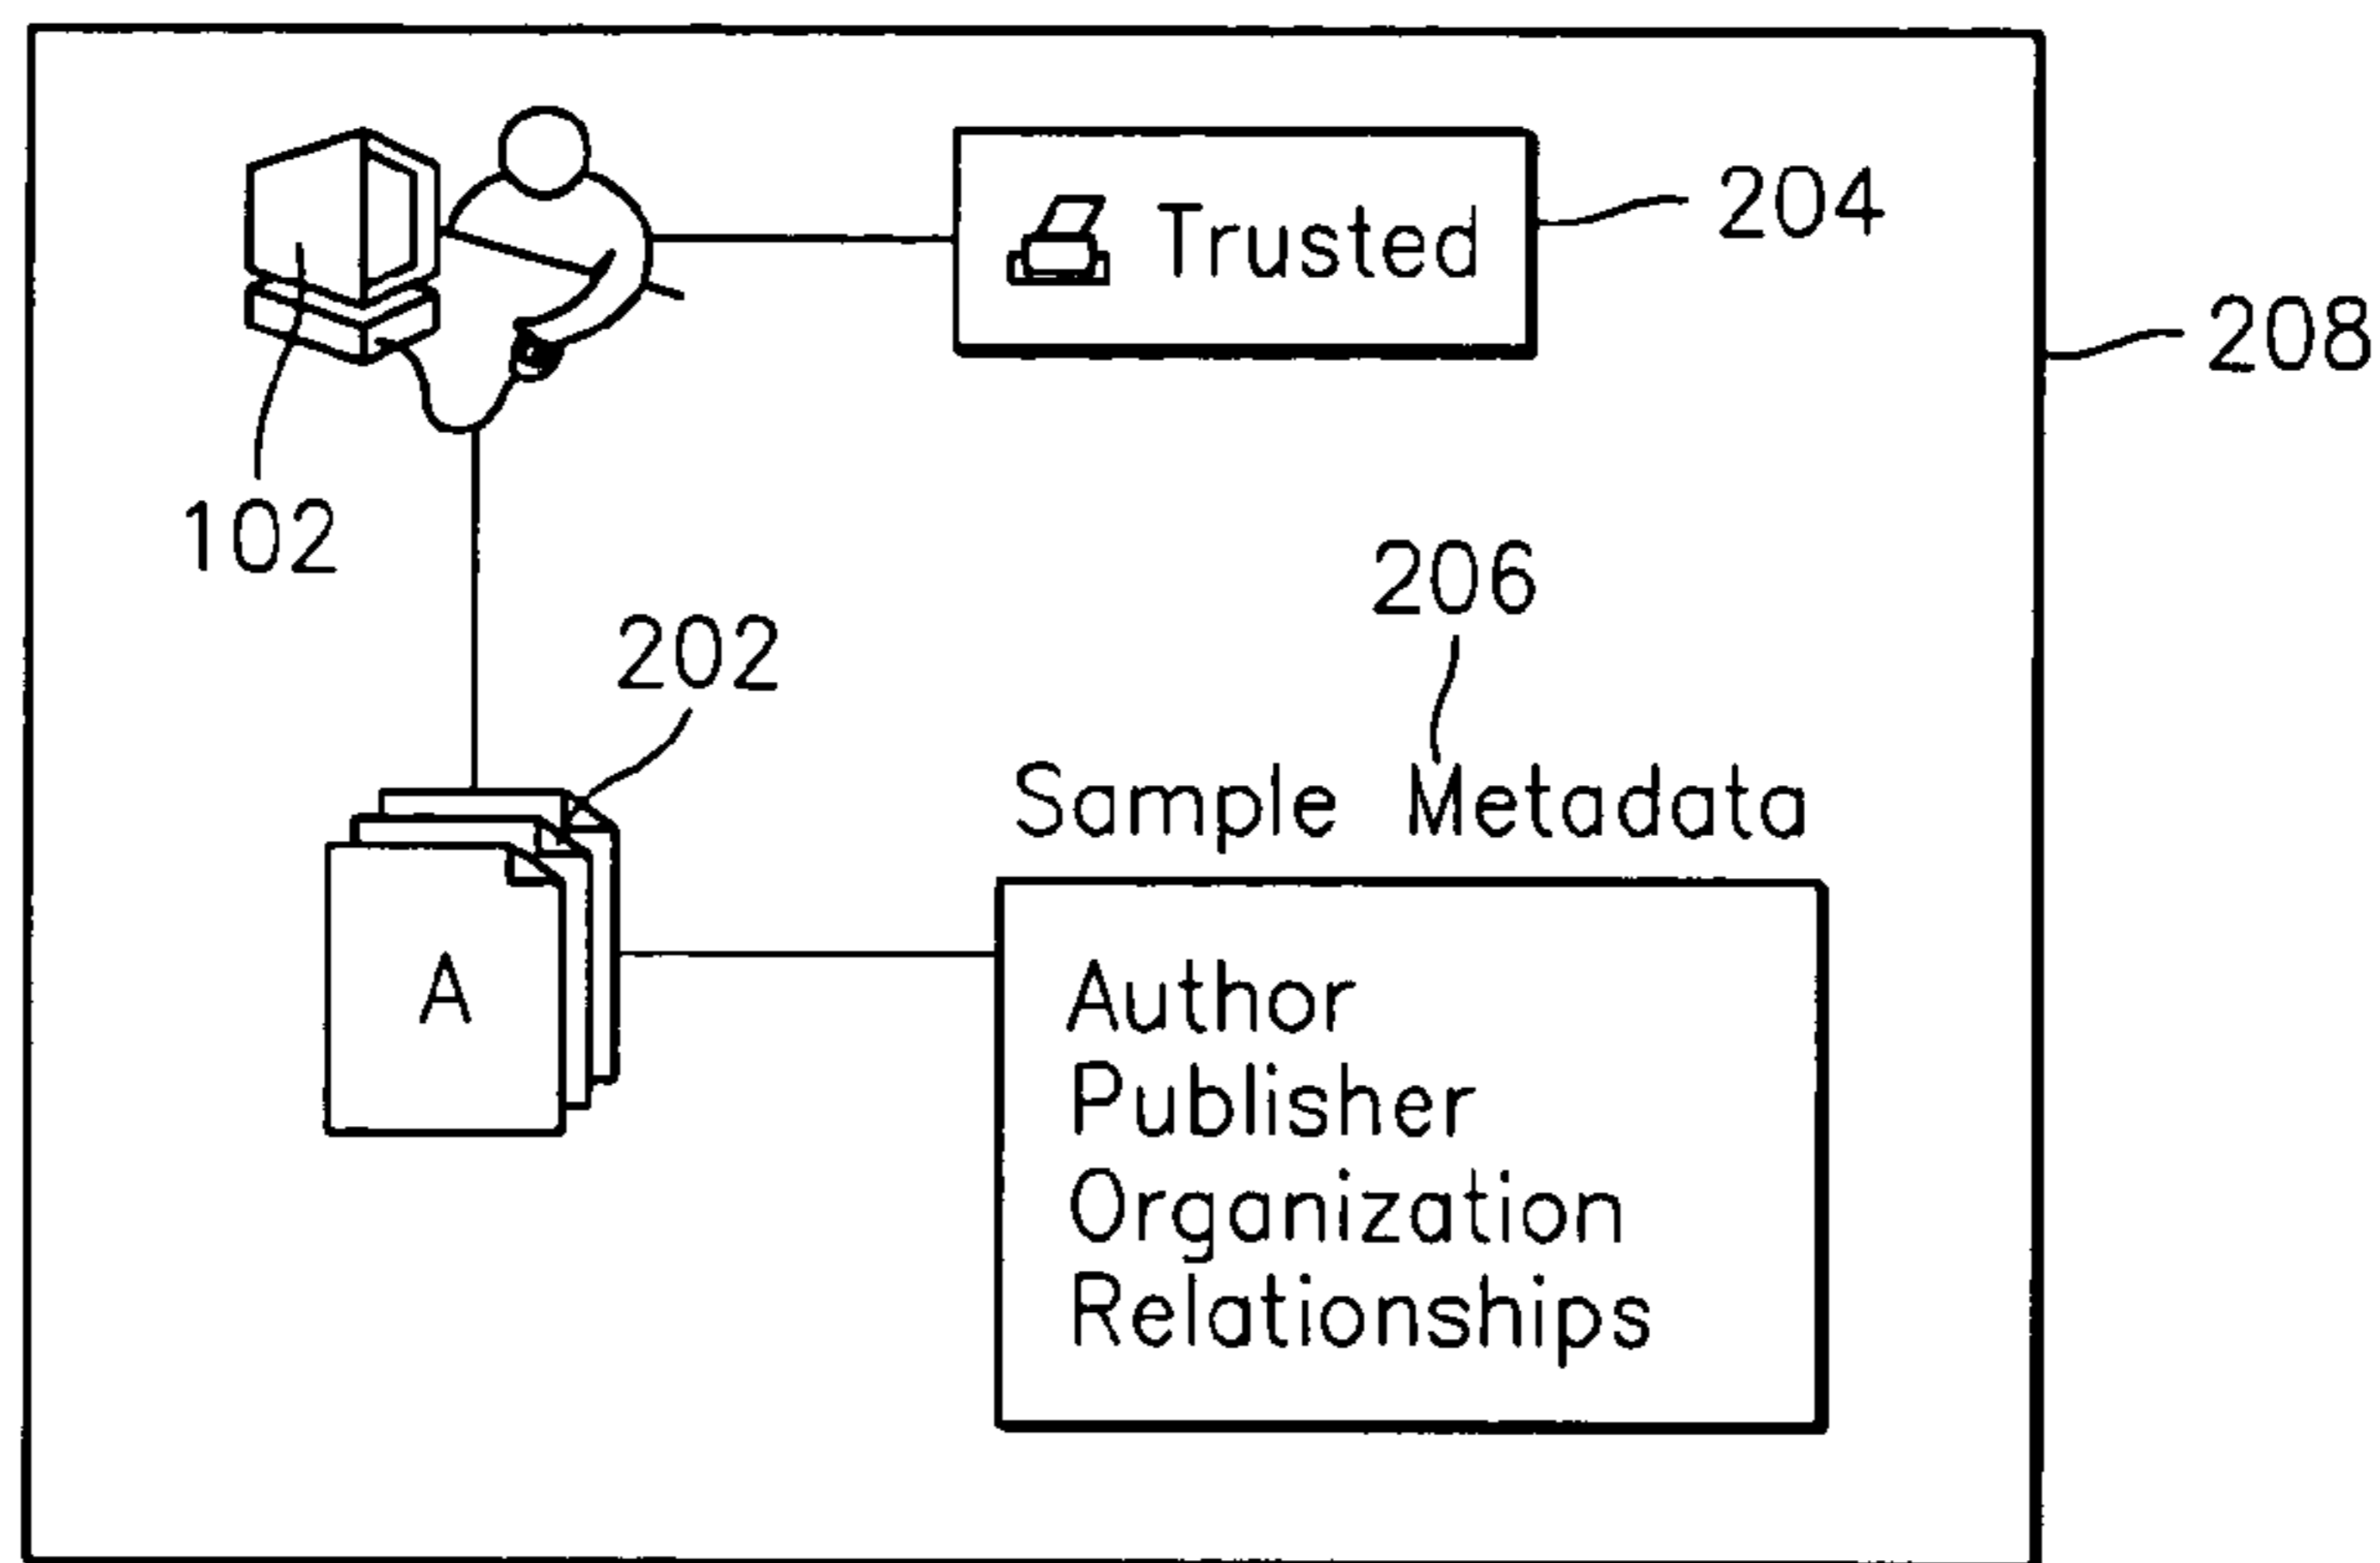 Trusted
204
208
102
206
202
Sample Metadata
A
Author
Publisher
Organization
Relationships